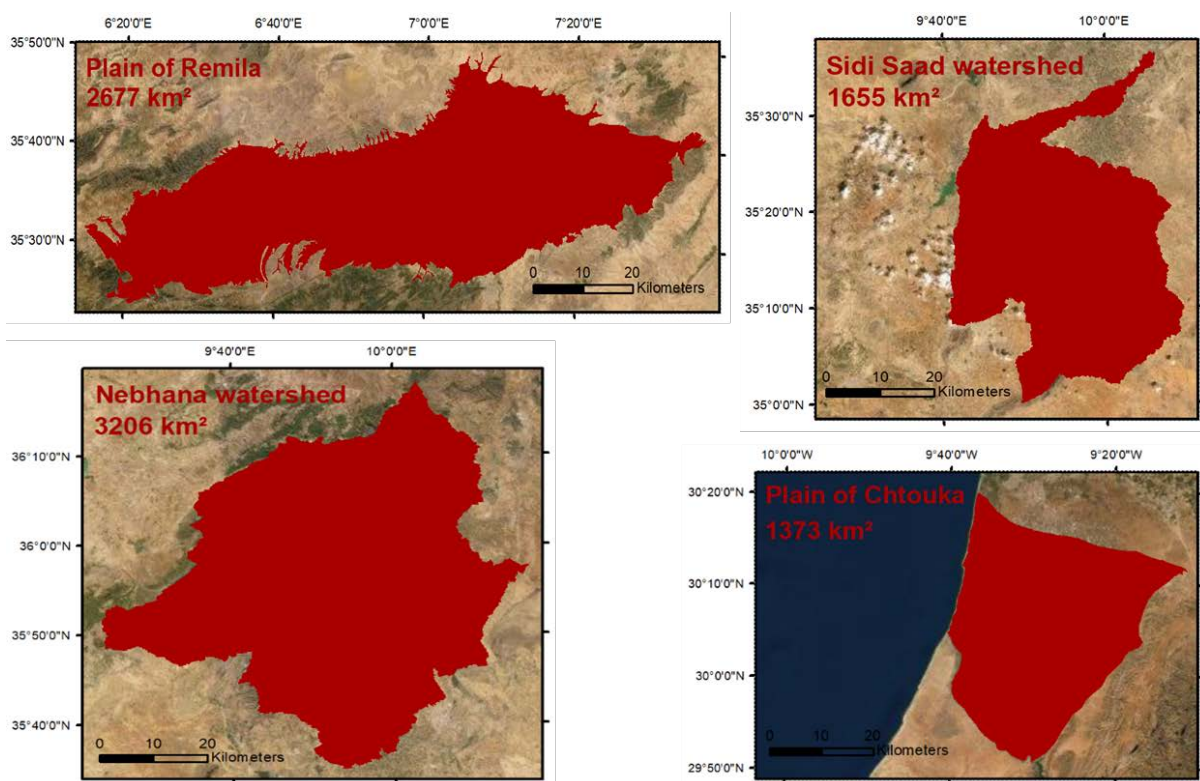 6°20'0"E 6°40'0"E 7°0'0"E 7°20'0"E
35°50'0"N
35°40'0"N
35°30'0"N
Plain of Remila
2677 km²
0 10 20
Kilometers
9°40'0"E 10°0'0"E
35°30'0"N
35°20'0"N
35°10'0"N
35°0'0"N
Sidi Saad watershed
1655 km²
0 10 20
Kilometers
9°40'0"E 10°0'0"E
36°10'0"N
36°0'0"N
35°50'0"N
35°40'0"N
Nebhana watershed
3206 km²
0 10 20
Kilometers
10°0'0"W 9°40'0"W 9°20'0"W
30°20'0"N
30°10'0"N
30°0'0"N
29°50'0"N
Plain of Chtouka
1373 km²
0 10 20
Kilometers